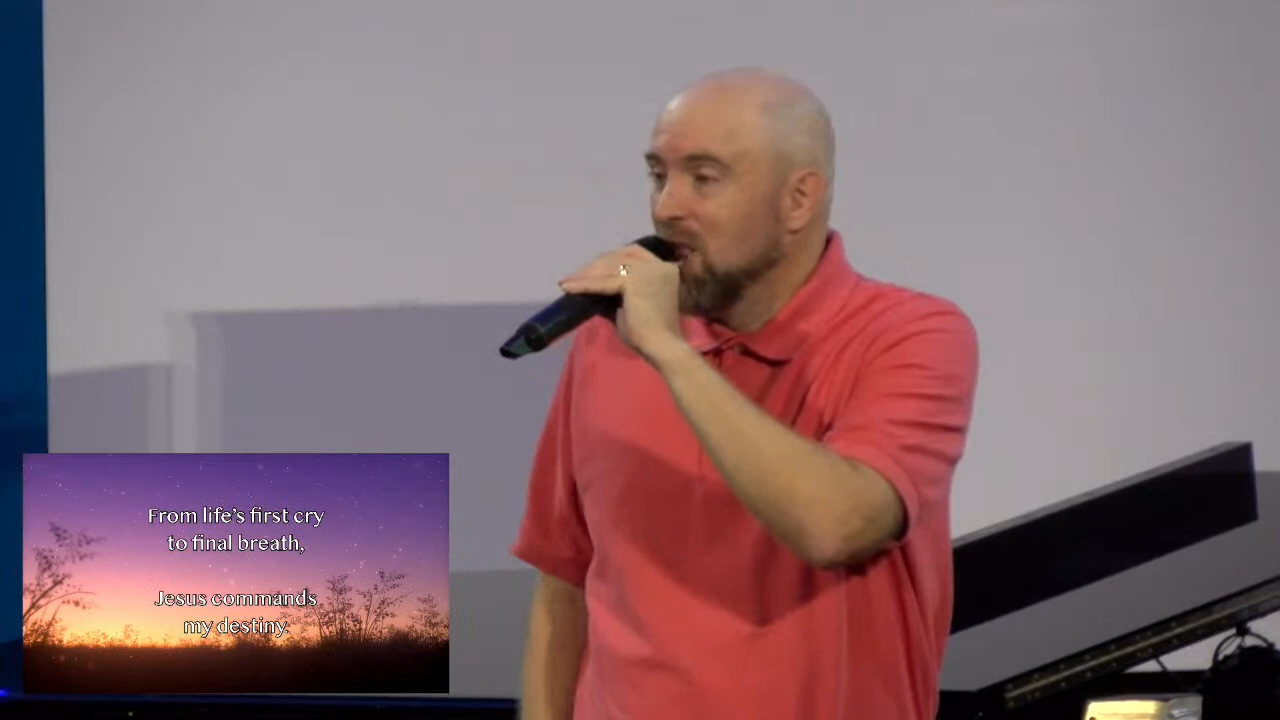 From life's first cry
to final breath,
Jesus commands
my destiny.